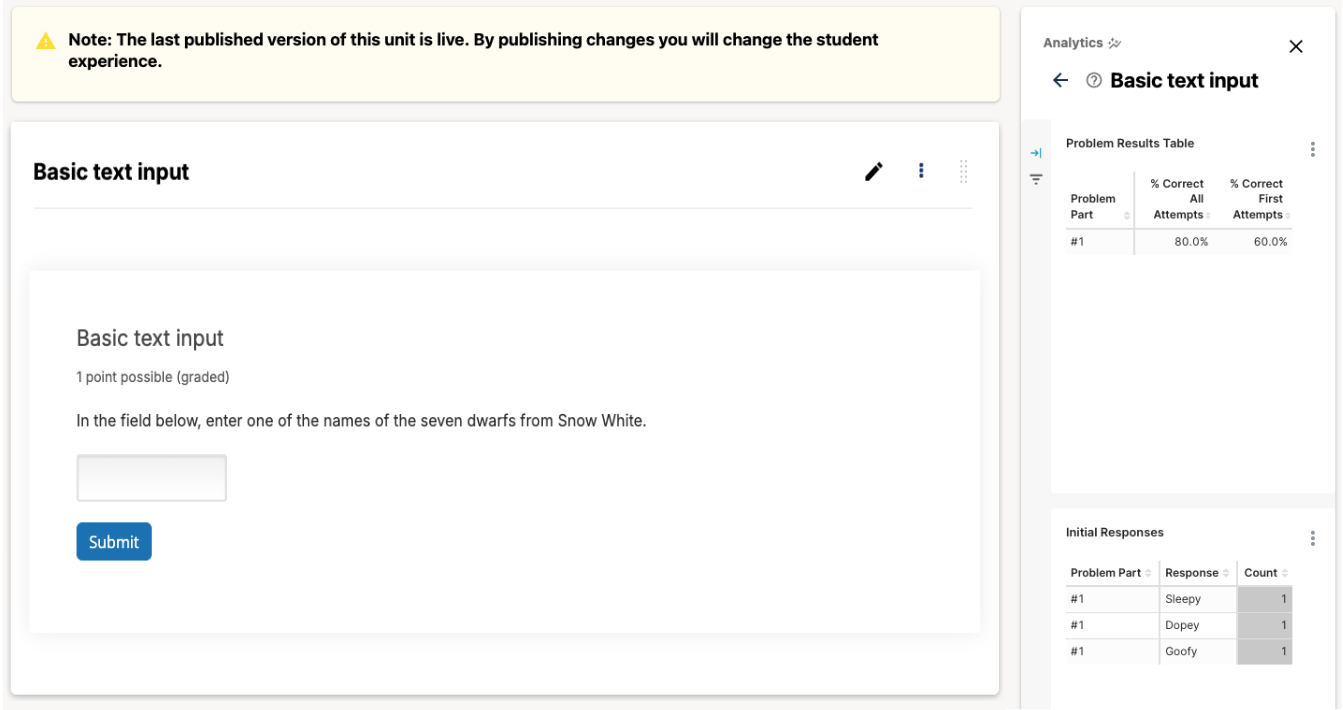 Note: The last published version of this unit is live. By publishing changes you will change the student
experience.
Basic text input
Basic text input
1 point possible (graded)
In the field below, enter one of the names of the seven dwarfs from Snow White.
Submit
Analytics
Basic text input
Problem Results Table
Problem Part % Correct All Attempts % Correct First Attempts
#1 80.0% 60.0%
Initial Responses
Problem Part Response Count
#1 Sleepy 1
#1 Dopey 1
#1 Goofy 1